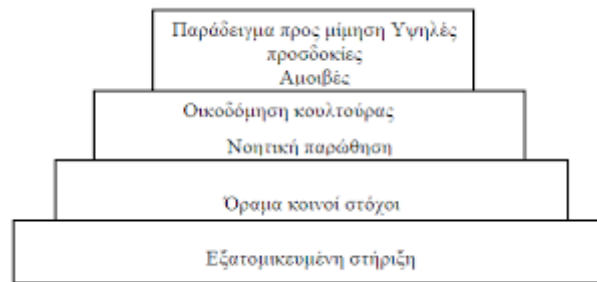 Παράδειγμα προς μίμηση Υψηλές
προσδοκίες
Αμοιβές
Οικοδόμηση κουλτούρας
Νοητική παρώθηση
Όραμα κοινοί στόχοι
Εξατομικευμένη στήριξη